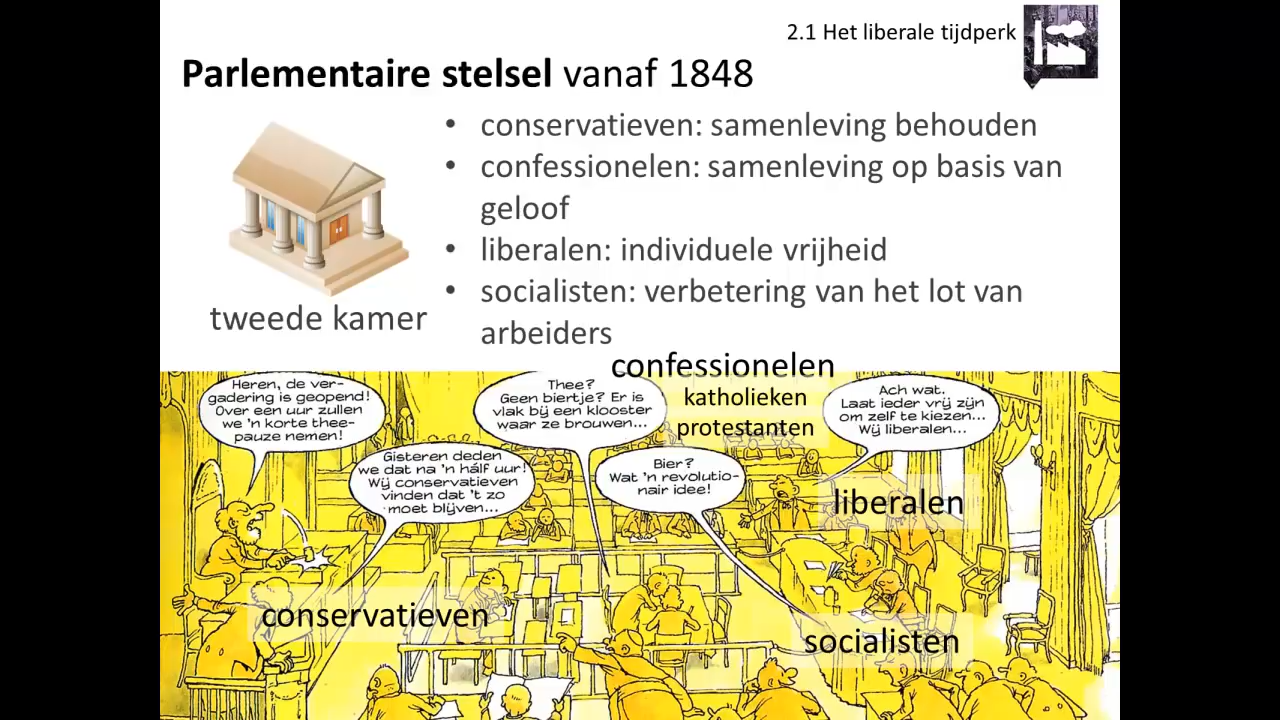 2.1 Het liberale tijdperk
Parlementaire stelsel vanaf 1848
• conservatieven: samenleving behouden
• confessionelen: samenleving op basis van
geloof
• liberalen: individuele vrijheid
• socialisten: verbetering van het lot van
arbeiders
tweede kamer
confessionelen
katholieken
protestanten
Heren, de ver-
gadering is geopend!
Over een uur zullen
we 'n korte thee-
pauze nemen!
Thee?
Geen biertje? Er is
vlak bij een klooster
waar ze brouwen...
Ach wat.
Laat ieder vrij zijn
om zelf te kiezen...
Wij liberalen...
Gisteren deden
we dat na 'n hálf uur!
Wij conservatieven
vinden dat 't zo
moet blijven...
Bier?
Wat 'n revolutio-
nair idee!
liberalen
conservatieven
socialisten